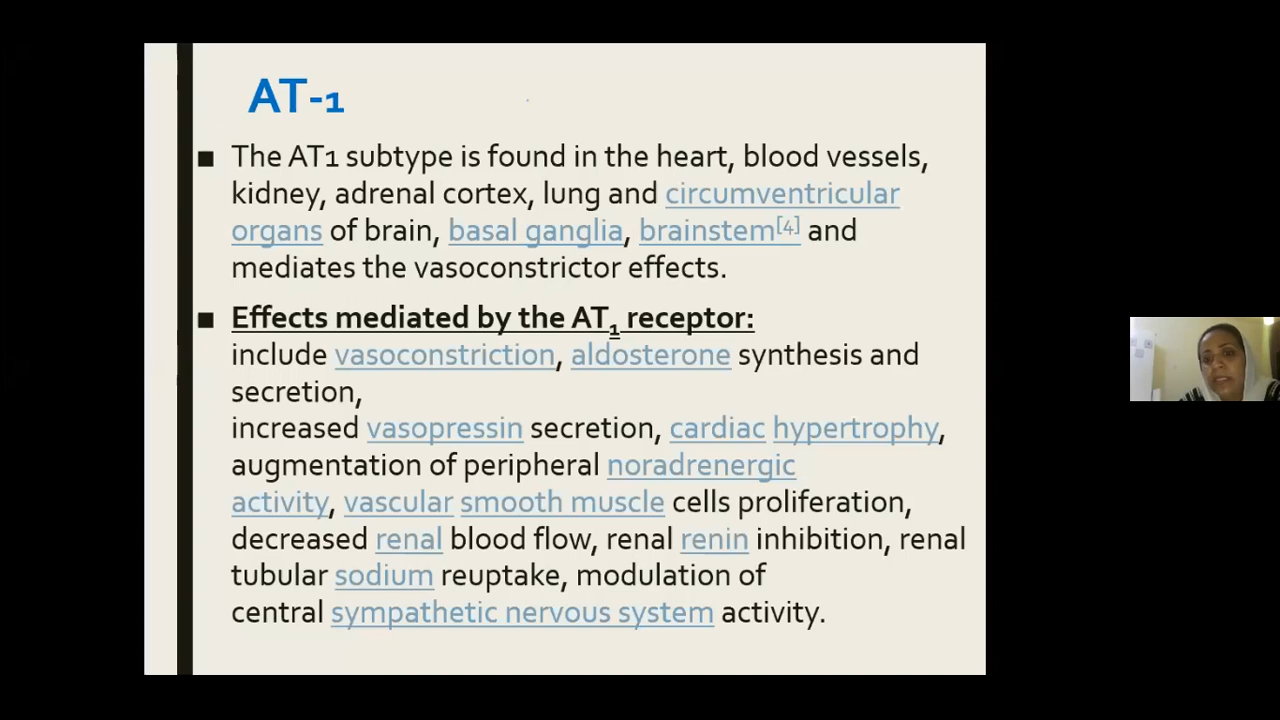 AT-1
■ The AT1 subtype is found in the heart, blood vessels,
kidney, adrenal cortex, lung and circumventricular
organs of brain, basal ganglia, brainstem[4] and
mediates the vasoconstrictor effects.
■ Effects mediated by the AT1 receptor:
include vasoconstriction, aldosterone synthesis and
secretion,
increased vasopressin secretion, cardiac hypertrophy,
augmentation of peripheral noradrenergic
activity, vascular smooth muscle cells proliferation,
decreased renal blood flow, renal renin inhibition, renal
tubular sodium reuptake, modulation of
central sympathetic nervous system activity.